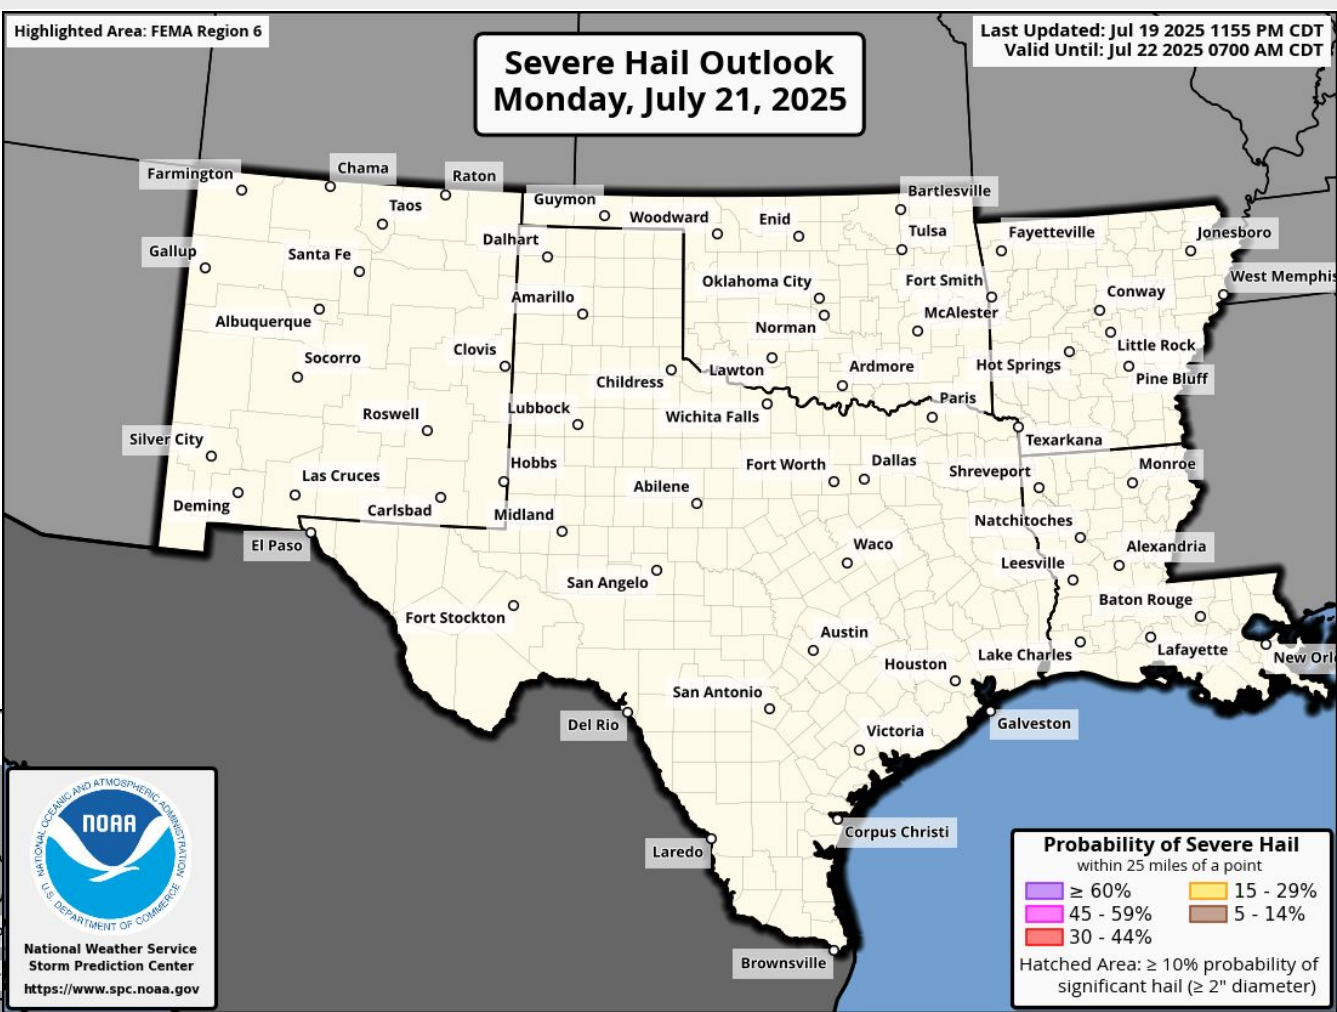 Highlighted Area: FEMA Region 6
Severe Hail Outlook
Monday, July 21, 2025
Last Updated: Jul 19 2025 1155 PM CDT
Valid Until: Jul 22 2025 0700 AM CDT
Farmington
Chama
Raton
Taos
Guymon
Woodward
Enid
Bartlesville
Tulsa
Fayetteville
Jonesboro
Gallup
Santa Fe
Dalhart
Oklahoma City
Fort Smith
Conway
West Memphis
Albuquerque
Amarillo
Norman
McAlester
Little Rock
Socorro
Clovis
Childress
Lawton
Ardmore
Hot Springs
Pine Bluff
Roswell
Lubbock
Wichita Falls
Paris
Texarkana
Silver City
Las Cruces
Hobbs
Abilene
Fort Worth
Dallas
Shreveport
Monroe
Deming
Carlsbad
Midland
Natchitoches
El Paso
San Angelo
Waco
Leesville
Alexandria
Fort Stockton
Austin
Baton Rouge
Houston
Lake Charles
Lafayette
New Orl
Del Rio
San Antonio
Victoria
Galveston
Laredo
Corpus Christi
Brownsville
NATIONAL OCEANIC AND ATMOSPHERIC ADMINISTRATION
NOAA
U.S. DEPARTMENT OF COMMERCE
National Weather Service
Storm Prediction Center
https://www.spc.noaa.gov
Probability of Severe Hail
within 25 miles of a point
≥ 60% 15 - 29%
45 - 59% 5 - 14%
30 - 44%
Hatched Area: ≥ 10% probability of
significant hail (≥ 2" diameter)